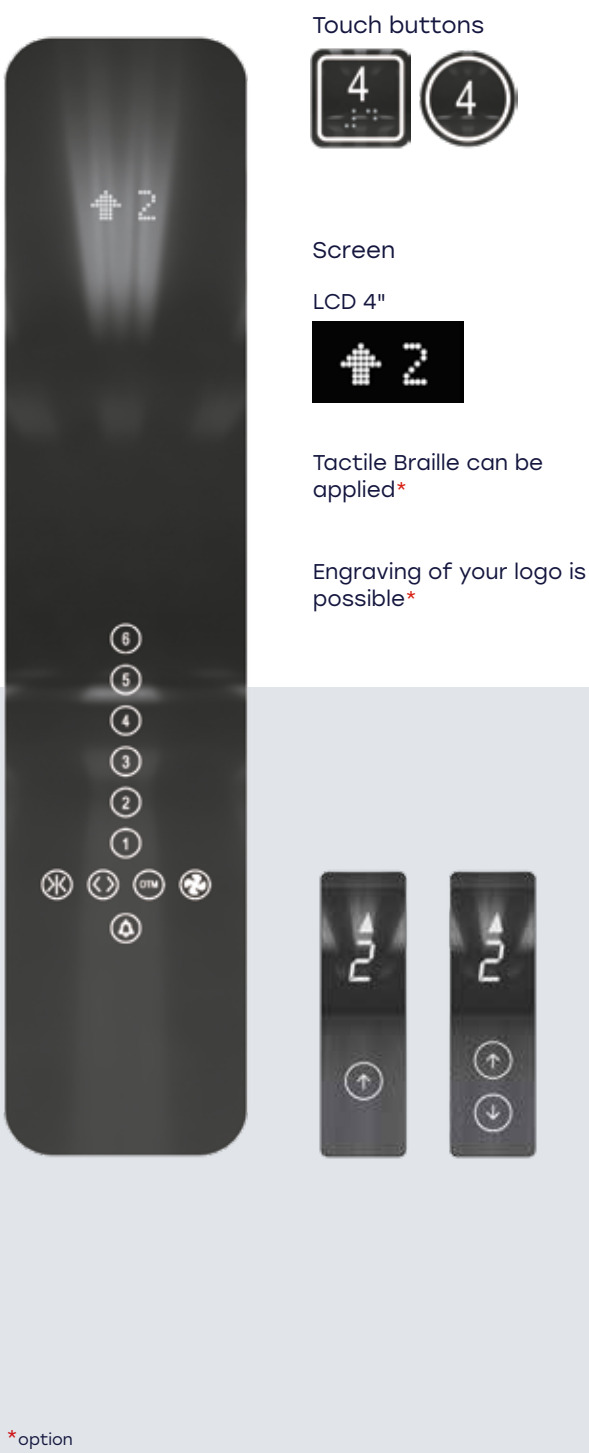 Touch buttons
4 4
Screen
LCD 4"
2
2
Tactile Braille can be
applied*
Engraving of your logo is
possible*
6
5
4
3
2
1
OTM
2 2
*option